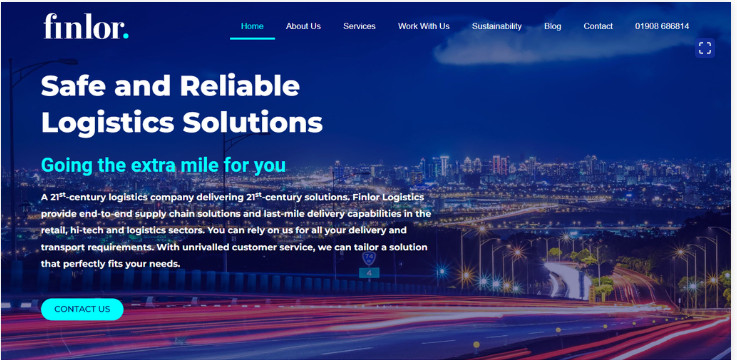 finlor.
Home About Us Services Work With Us Sustainability Blog Contact 01908 686814
Safe and Reliable
Logistics Solutions
Going the extra mile for you
A 21st-century logistics company delivering 21st-century solutions. Finlor Logistics
provide end-to-end supply chain solutions and last-mile delivery capabilities in the
retail, hi-tech and logistics sectors. You can rely on us for all your delivery and
transport requirements. With unrivalled customer service, we can tailor a solution
that perfectly fits your needs.
74
4
CONTACT US